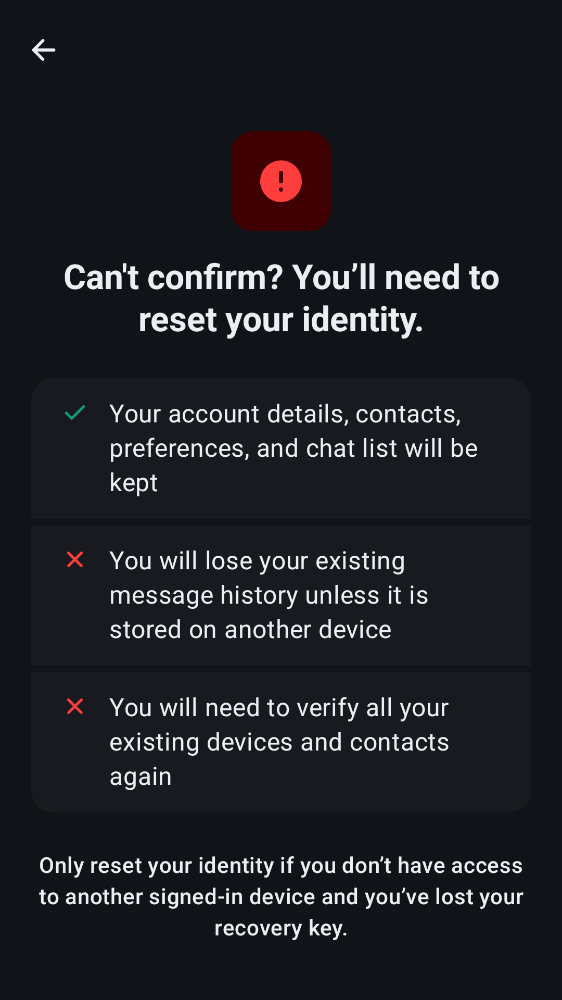 Can't confirm? You’ll need to
reset your identity.
Your account details, contacts,
preferences, and chat list will be
kept
You will lose your existing
message history unless it is
stored on another device
You will need to verify all your
existing devices and contacts
again
Only reset your identity if you don’t have access
to another signed-in device and you’ve lost your
recovery key.